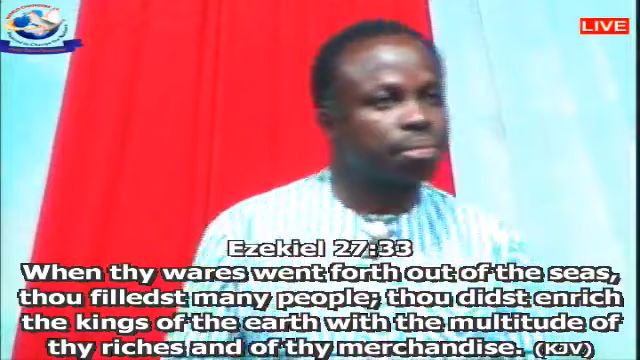 LIVE
Ezekiel 27:33
When thy wares went forth out of the seas,
thou filledst many people; thou didst enrich
the kings of the earth with the multitude of
thy riches and of thy merchandise. (KJV)